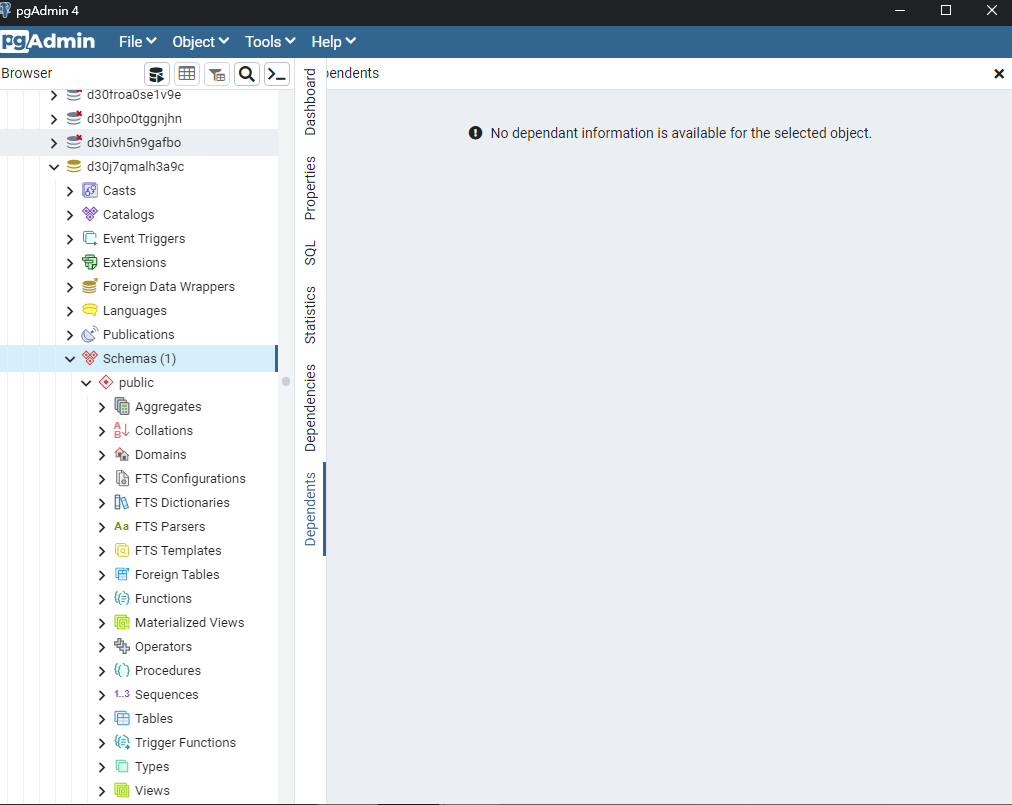 pgAdmin 4
pgAdmin File Object Tools Help
Browser
pendents
d30froa0se1v9e
d30hpo0tggnjhn
d30ivh5n9gafbo
d30j7qmalh3a9c
Casts
Catalogs
Event Triggers
Extensions
Foreign Data Wrappers
Languages
Publications
Schemas (1)
public
Aggregates
Collations
Domains
FTS Configurations
FTS Dictionaries
Aa FTS Parsers
FTS Templates
Foreign Tables
Functions
Materialized Views
Operators
Procedures
1..3 Sequences
Tables
Trigger Functions
Types
Views
Dashboard
Properties
SQL
Statistics
Dependencies
Dependents
No dependant information is available for the selected object.